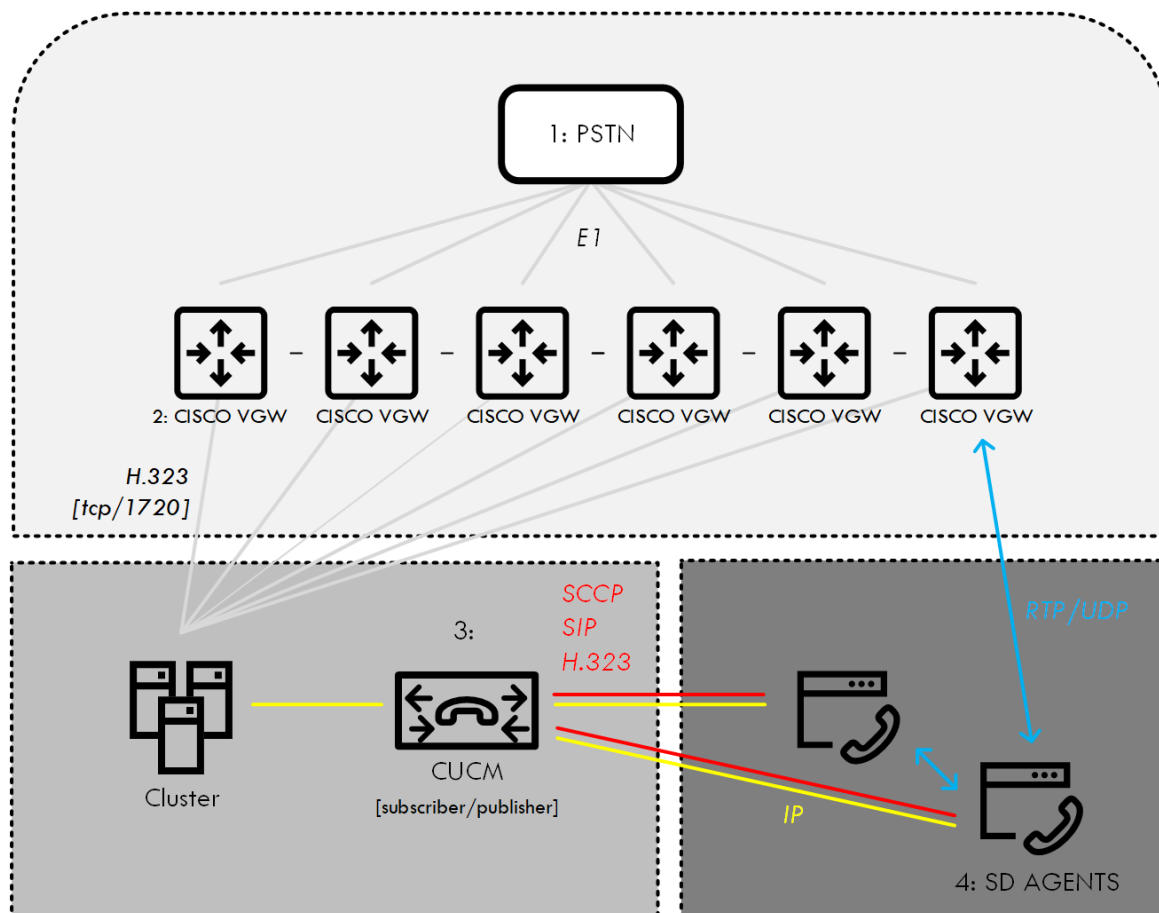 1: PSTN
E1
2: CISCO VGW
CISCO VGW
CISCO VGW
CISCO VGW
CISCO VGW
CISCO VGW
H.323
[tcp/1720]
SCCP
SIP
H.323
3:
RTP/UDP
Cluster
CUCM
[subscriber/publisher]
IP
4: SD AGENTS